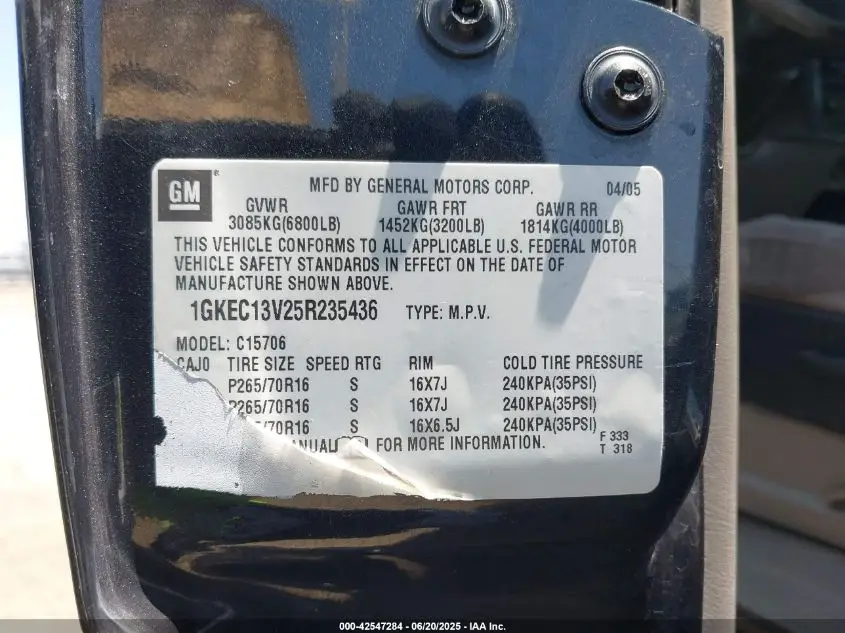 GM
MFD BY GENERAL MOTORS CORP. 04/05
GVWR GAWR FRT GAWR RR
3085KG(6800LB) 1452KG(3200LB) 1814KG(4000LB)
THIS VEHICLE CONFORMS TO ALL APPLICABLE U.S. FEDERAL MOTOR
VEHICLE SAFETY STANDARDS IN EFFECT ON THE DATE OF
MANUFACTURE SHOWN ABOVE.
1GKEC13V25R235436 TYPE: M.P.V.
MODEL: C15706
TIRE SIZE SPEED RTG RIM COLD TIRE PRESSURE
P265/70R16 S 16X7J 240KPA(35PSI)
265/70R16 S 16X7J 240KPA(35PSI)
/70R16 S 16X6.5J 240KPA(35PSI)
MANUAL FOR MORE INFORMATION. F 333
T 318
000-42547284 - 06/20/2025 - IAA Inc.